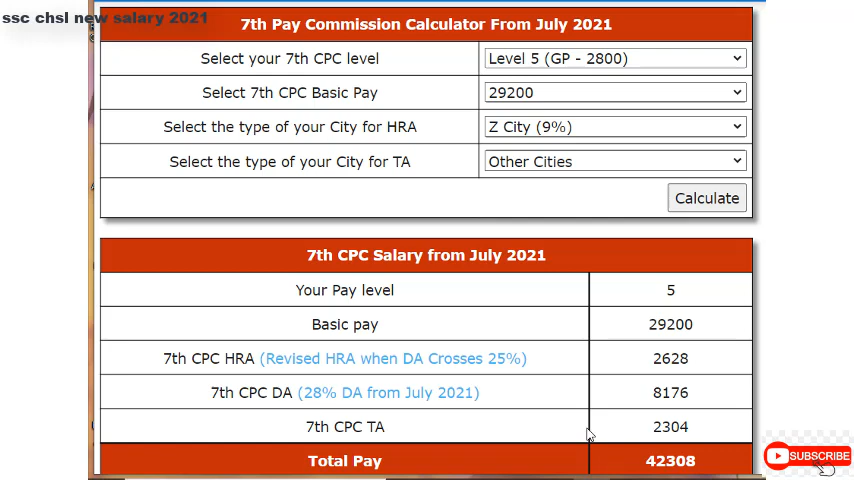 ssc chsl new salary 2021
7th Pay Commission Calculator From July 2021
Select your 7th CPC level Level 5 (GP - 2800)
Select 7th CPC Basic Pay 29200
Select the type of your City for HRA Z City (9%)
Select the type of your City for TA Other Cities
Calculate
7th CPC Salary from July 2021
Your Pay level 5
Basic pay 29200
7th CPC HRA (Revised HRA when DA Crosses 25%) 2628
7th CPC DA (28% DA from July 2021) 8176
7th CPC TA 2304
Total Pay 42308
SUBSCRIBE